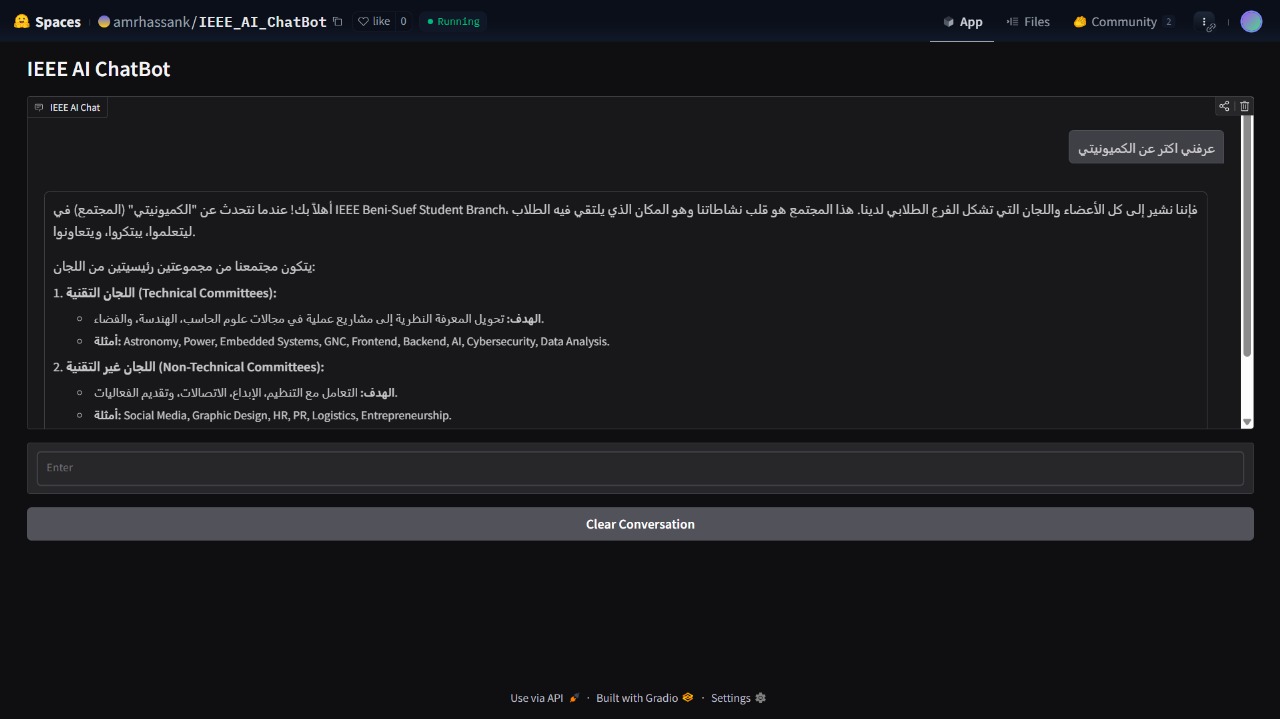 Spaces
amrhassank/IEEE_AI_ChatBot
like 0
Running
App
Files
Community 2
IEEE AI ChatBot
IEEE AI Chat
عرفني اكتر عن الكميونيتي
أهلاً بك! عندما نتحدث عن "الكميونيتي" (المجتمع) في IEEE Beni-Suef Student Branch، فإننا نشير إلى كل الأعضاء واللجان التي تشكل الفرع الطلابي لدينا. هذا المجتمع هو قلب نشاطاتنا وهو المكان الذي يلتقي فيه الطلاب
ليتعلموا، يبتكروا، ويتعاونوا.
يتكون مجتمعنا من مجموعتين رئيسيتين من اللجان:
1. اللجان التقنية (Technical Committees):
الهدف: تحويل المعرفة النظرية إلى مشاريع عملية في مجالات علوم الحاسب، الهندسة، والفضاء.
أمثلة: Astronomy, Power, Embedded Systems, GNC, Frontend, Backend, AI, Cybersecurity, Data Analysis.
2. اللجان غير التقنية (Non-Technical Committees):
الهدف: التعامل مع التنظيم، الإبداع، الاتصالات، وتقديم الفعاليات.
أمثلة: Social Media, Graphic Design, HR, PR, Logistics, Entrepreneurship.
Enter
Clear Conversation
Use via API · Built with Gradio · Settings